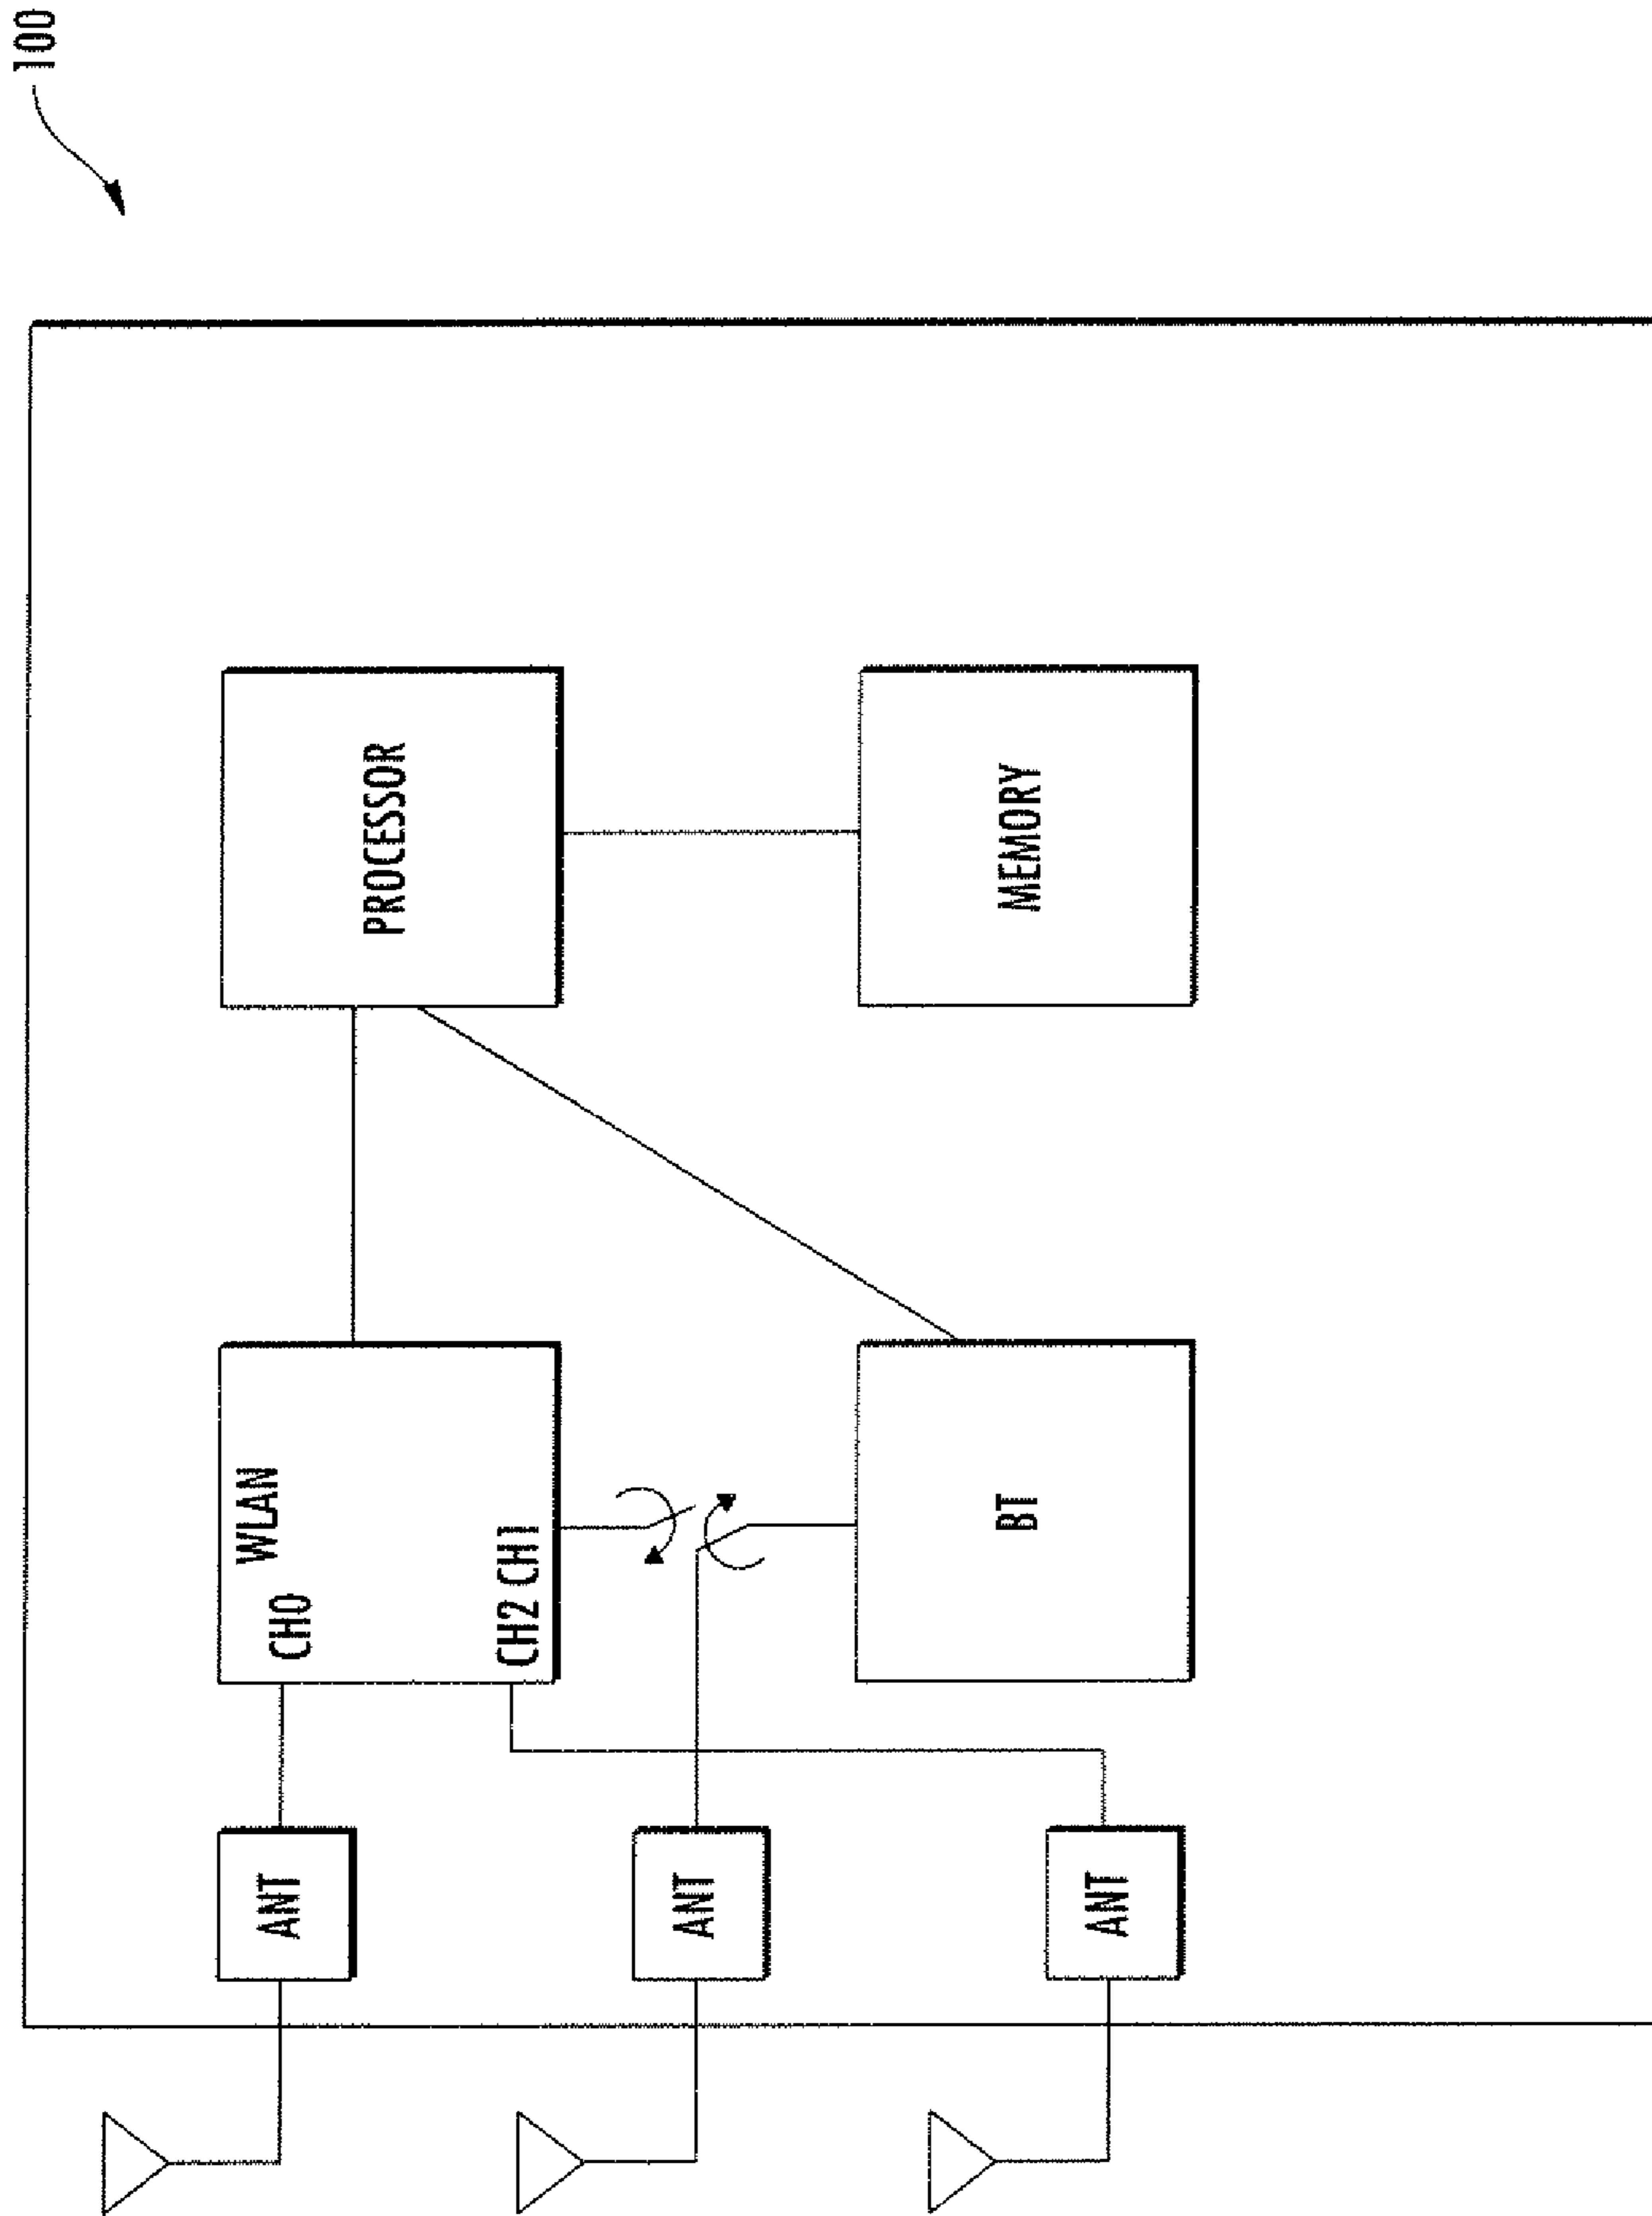 100
WLAN
CH0
CH2 CH1
PROCESSOR
ANT
ANT
BT
MEMORY
ANT